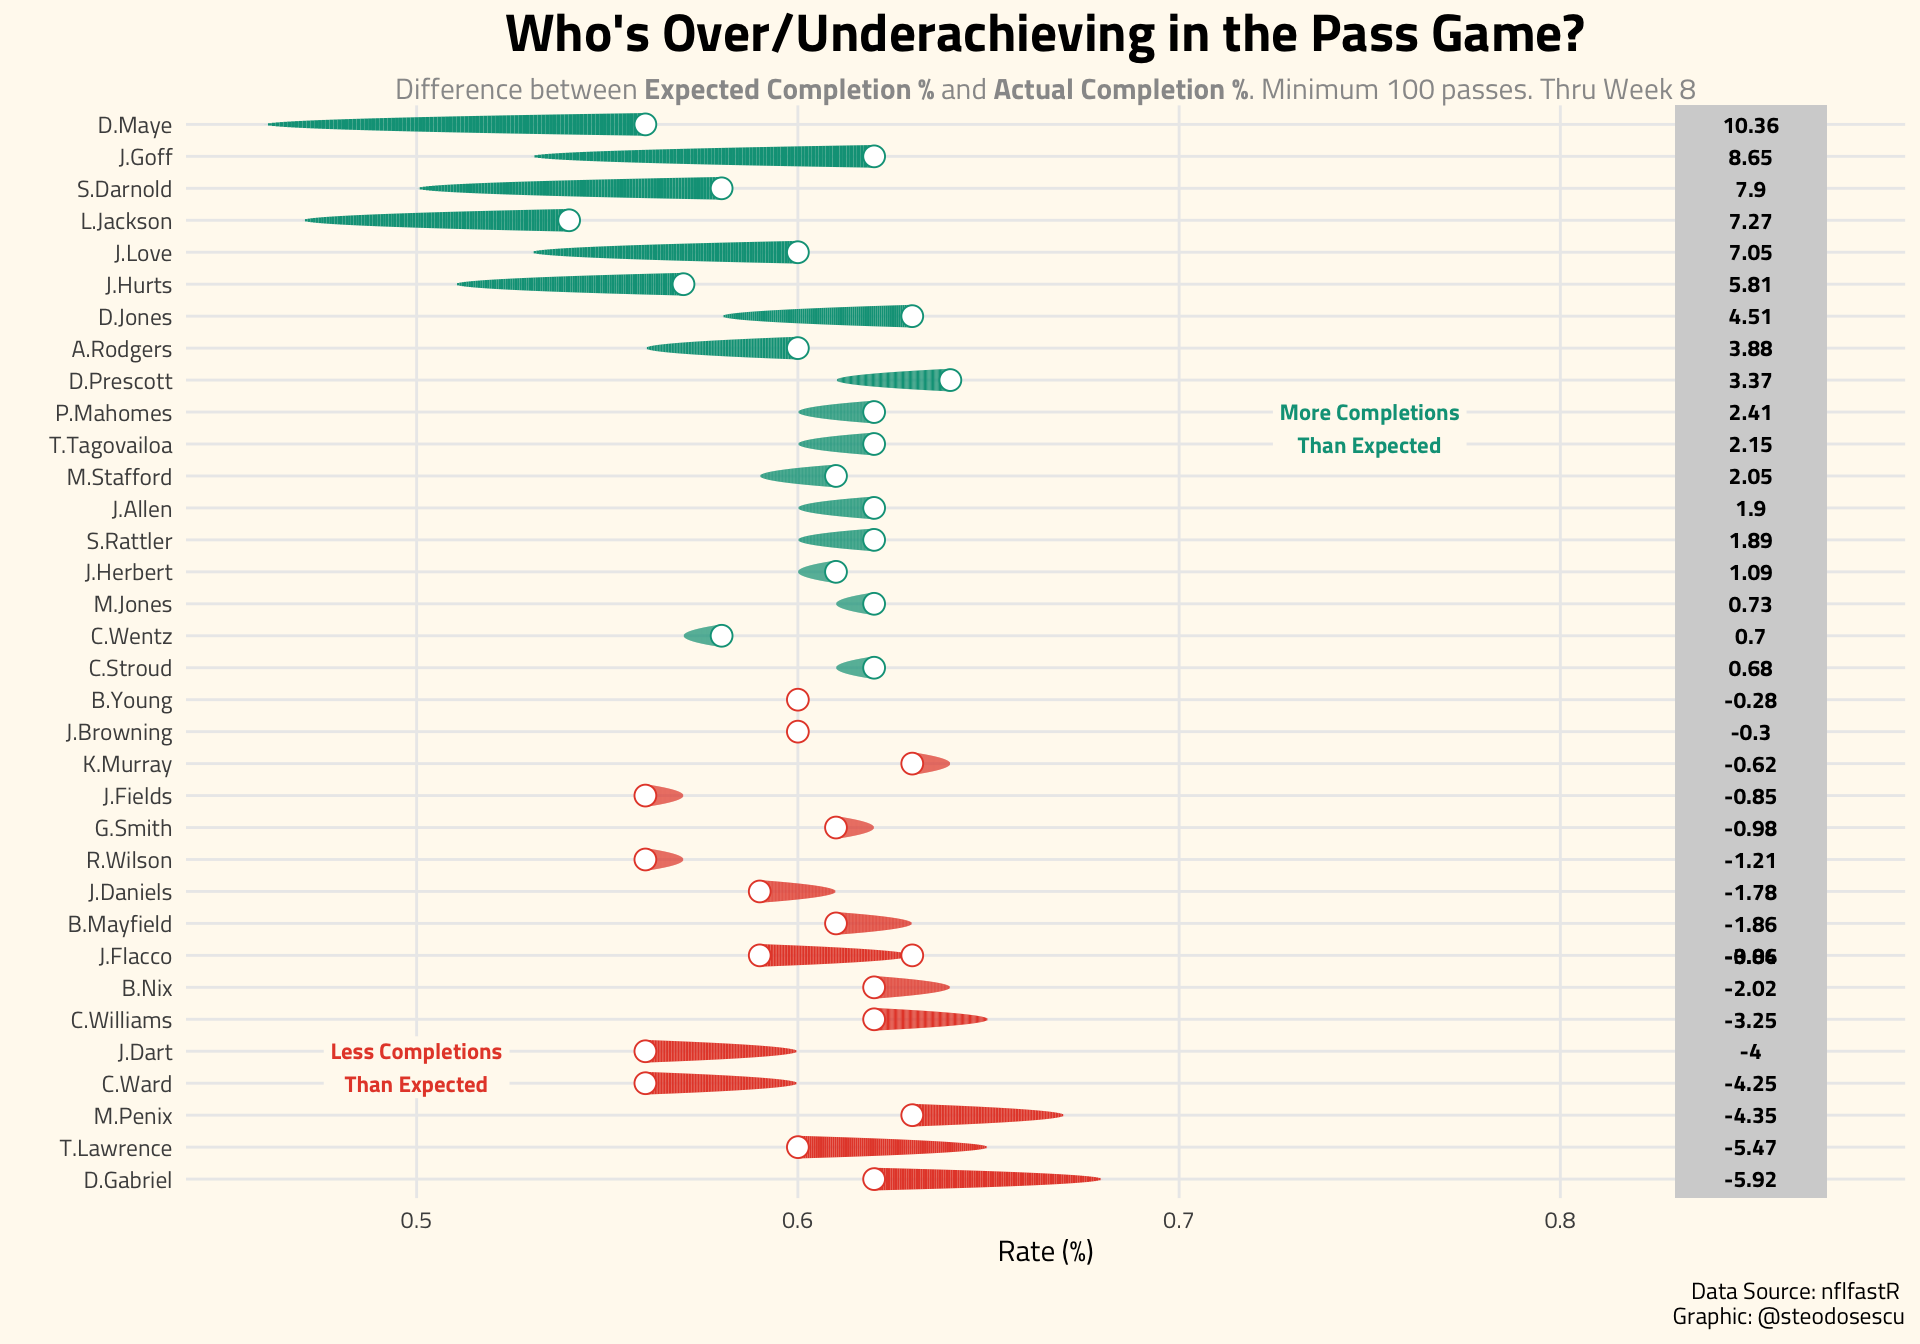 Who's Over/Underachieving in the Pass Game?
Difference between Expected Completion % and Actual Completion %. Minimum 100 passes. Thru Week 8
D.Maye 10.36
J.Goff 8.65
S.Darnold 7.9
L.Jackson 7.27
J.Love 7.05
J.Hurts 5.81
D.Jones 4.51
A.Rodgers 3.88
D.Prescott 3.37
P.Mahomes More Completions 2.41
T.Tagovailoa Than Expected 2.15
M.Stafford 2.05
J.Allen 1.9
S.Rattler 1.89
J.Herbert 1.09
M.Jones 0.73
C.Wentz 0.7
C.Stroud 0.68
B.Young -0.28
J.Browning -0.3
K.Murray -0.62
J.Fields -0.85
G.Smith -0.98
R.Wilson -1.21
J.Daniels -1.78
B.Mayfield -1.86
J.Flacco
B.Nix -2.02
C.Williams -3.25
J.Dart Less Completions -4
C.Ward Than Expected -4.25
M.Penix -4.35
T.Lawrence -5.47
D.Gabriel -5.92
0.5 0.6 0.7 0.8
Rate (%)
Data Source: nflfastR
Graphic: @steodosescu